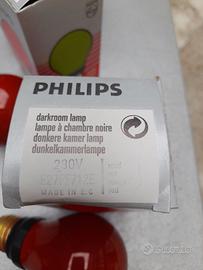 PHILIPS
darkroom lamp
lampe à chambre noire
donkere kamer lamp
dunkelkammerlampe
230V
MADE IN E.C